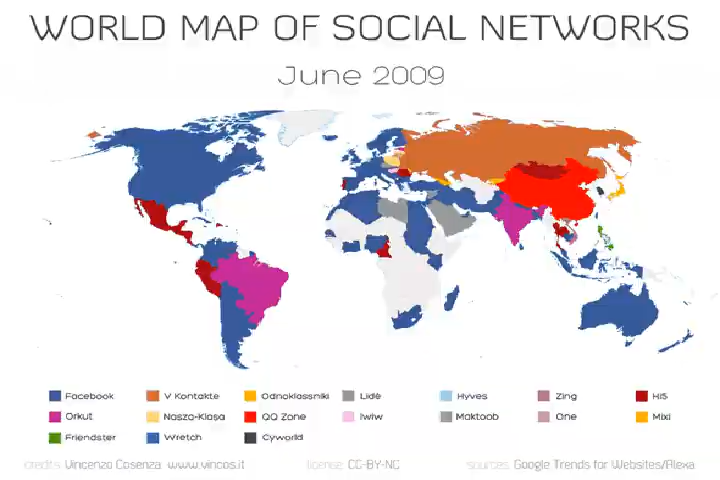 WORLD MAP OF SOCIAL NETWORKS
June 2009
Facebook V Kontakte Odnoklassniki Lidé Hyves Zing Hi5
Orkut Nasza-Klasa QQ Zone Iwiw Maktoob One Mixi
Friendster Wretch Cyworld
credits: Vincenzo Cosenza www.vincos.it license: CC-BY-NC sources: Google Trends for Websites/Alexa